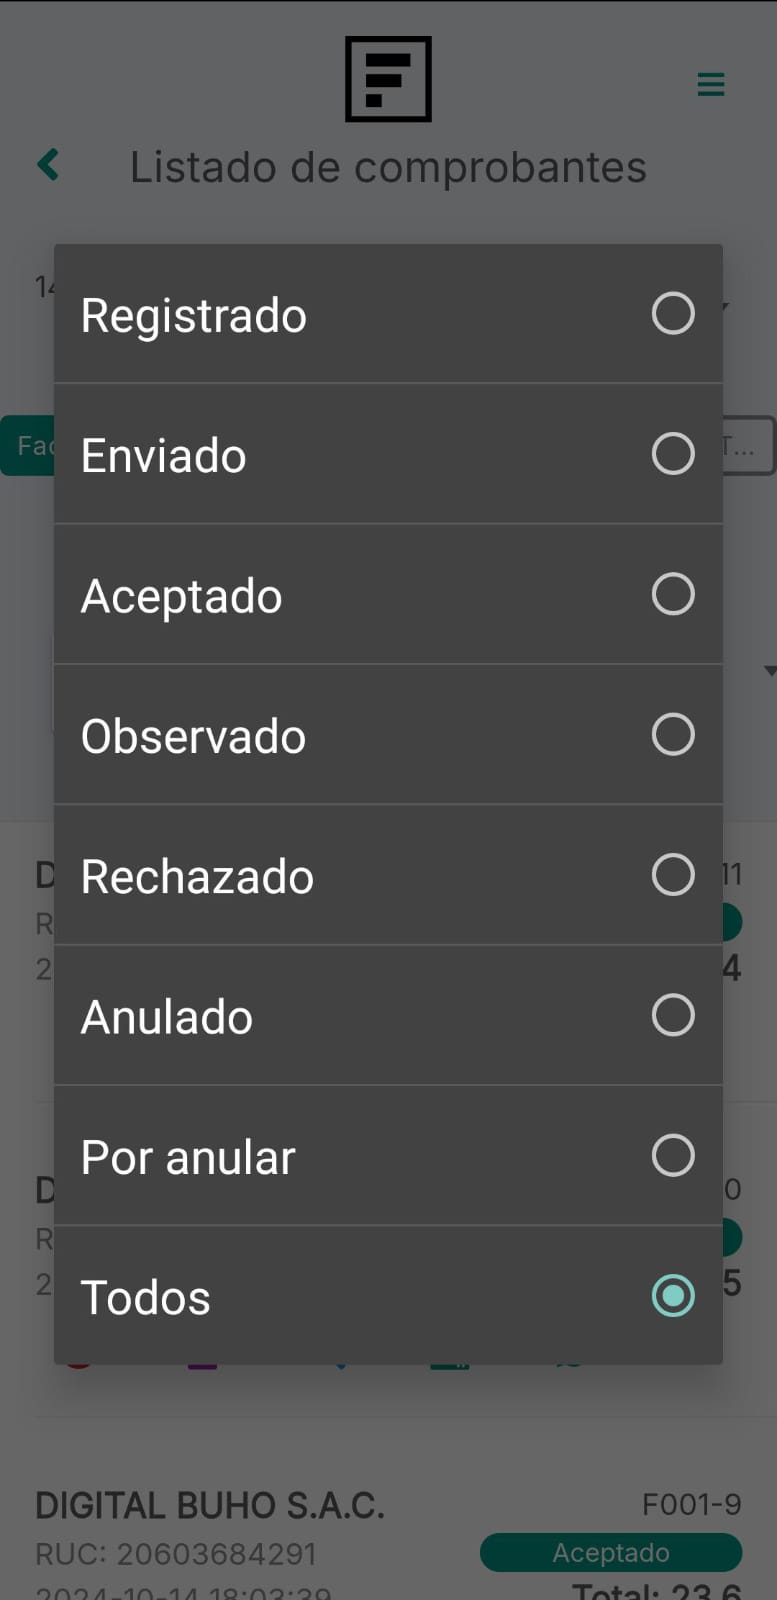 Listado de comprobantes
14
Fac
T...
Registrado
Enviado
Aceptado
Observado
Rechazado
Anulado
Por anular
Todos
D
11
R
2
4
D
0
R
2
5
DIGITAL BUHO S.A.C.
F001-9
RUC: 20603684291
Aceptado
2024-10-14 18:03:39
Total: 23.6